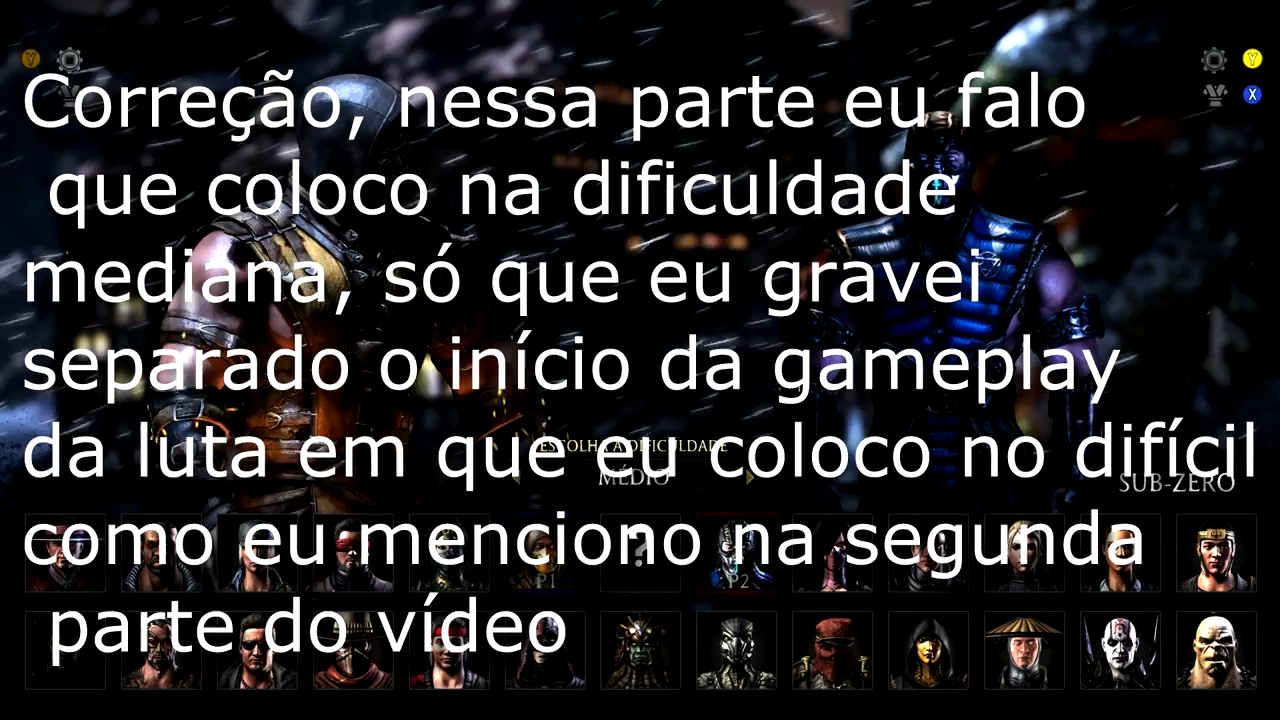 Y
Y
X
Correção, nessa parte eu falo
que coloco na dificuldade
mediana, só que eu gravei
separado o início da gameplay
da luta em que eu coloco no difícil
ESCOLHA A DIFICULDADE
MÉDIO
SUB-ZERO
como eu menciono na segunda
P1
?
P2
parte do vídeo